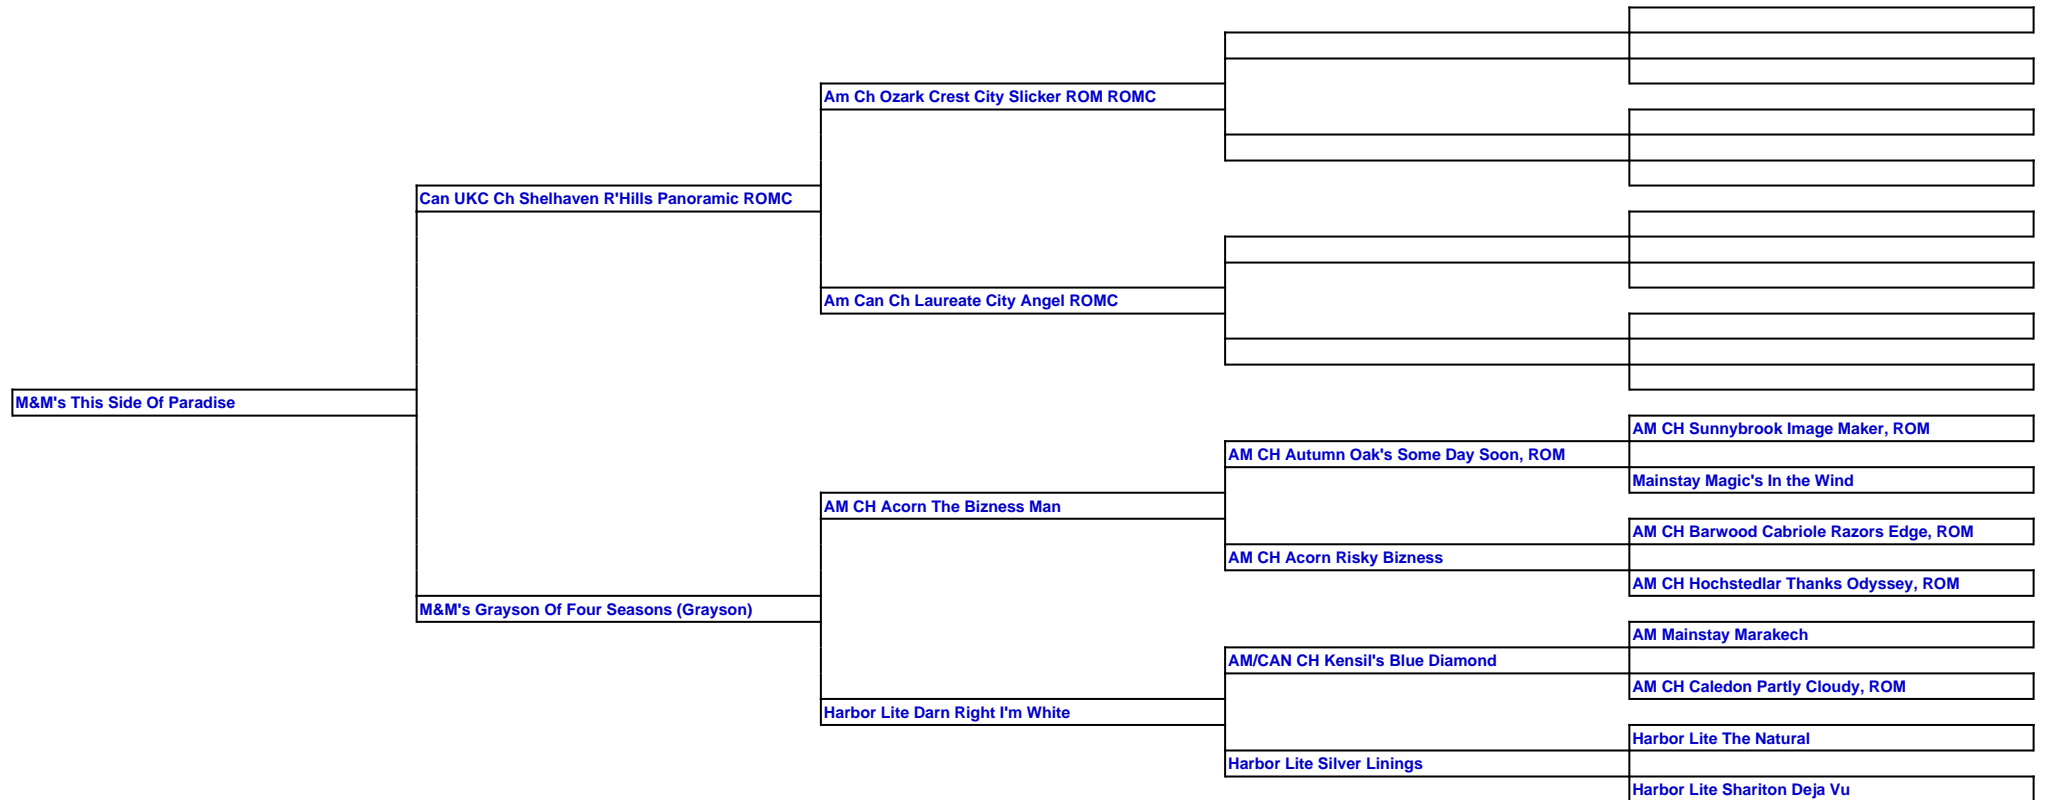 Am Ch Ozark Crest City Slicker ROM ROMC
Can UKC Ch Shelhaven R'Hills Panoramic ROMC
Am Can Ch Laureate City Angel ROMC
M&M's This Side Of Paradise
AM CH Sunnybrook Image Maker, ROM
AM CH Autumn Oak's Some Day Soon, ROM
Mainstay Magic's In the Wind
AM CH Acorn The Bizness Man
AM CH Barwood Cabriole Razors Edge, ROM
AM CH Acorn Risky Bizness
AM CH Hochstedlar Thanks Odyssey, ROM
M&M's Grayson Of Four Seasons (Grayson)
AM Mainstay Marakech
AM/CAN CH Kensil's Blue Diamond
AM CH Caledon Partly Cloudy, ROM
Harbor Lite Darn Right I'm White
Harbor Lite The Natural
Harbor Lite Silver Linings
Harbor Lite Shariton Deja Vu